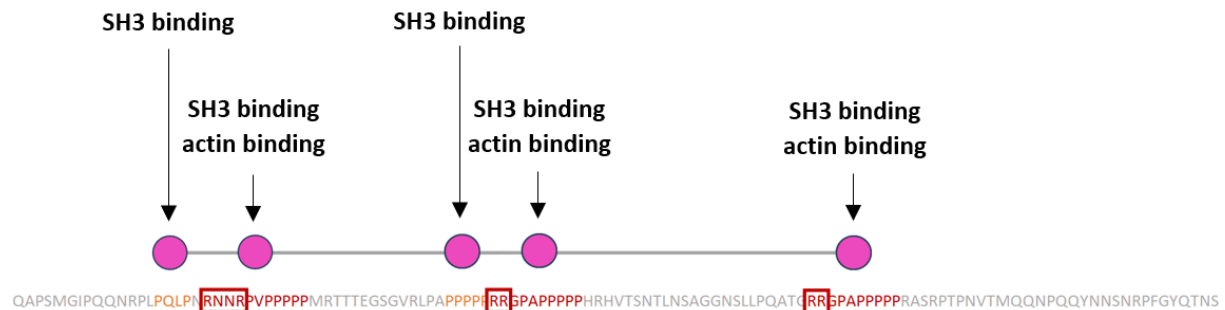 SH3 binding
SH3 binding
SH3 binding
actin binding
SH3 binding
actin binding
SH3 binding
actin binding
QAPSMGIPQQNRPLPQLPNRNNRPVPPPPPMRTTTEGSGVRLPAPPPPPRRGPAPPPPPHRHVTSNTLNSAGGNSLLPQATGRRGPAPPPPPRASRPTPNVTMQQNPQQYNNSNRPFGYQTNS